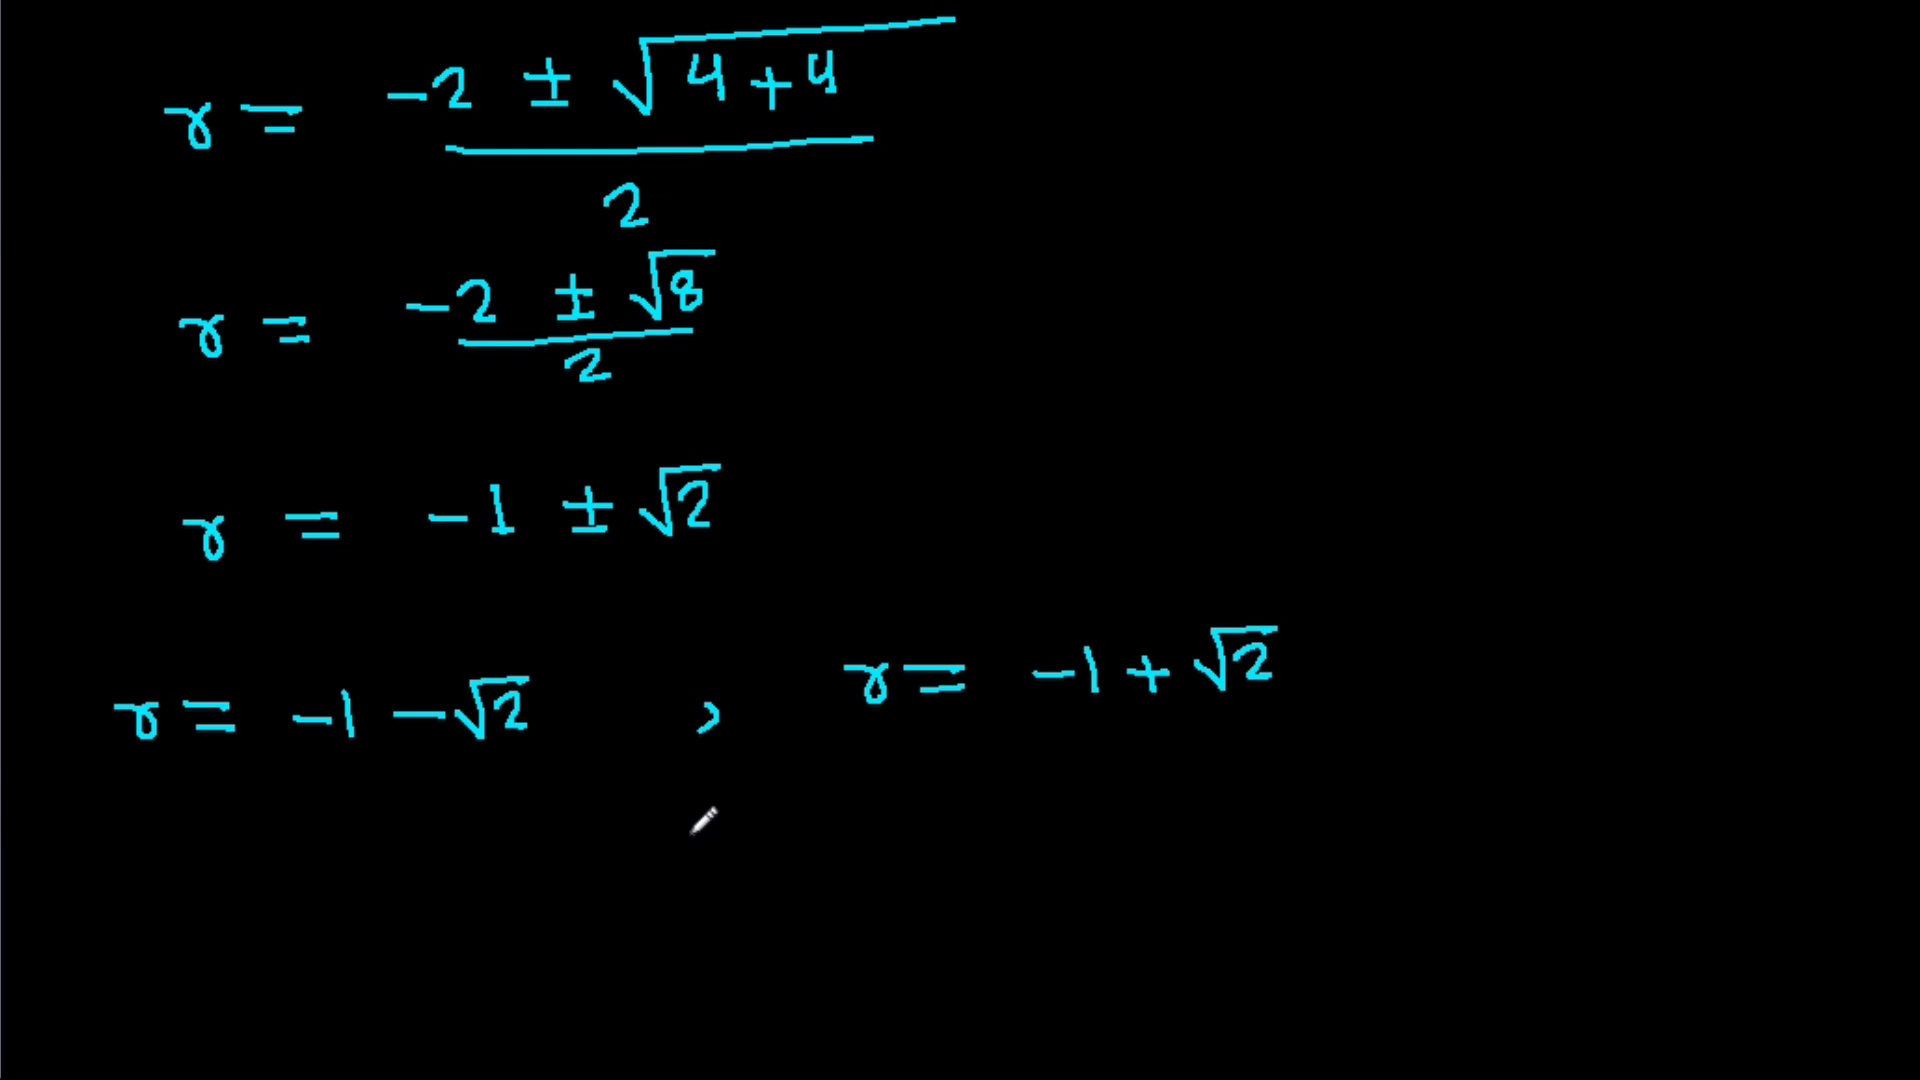 r = (-2 ± √(4+4)) / 2
r = (-2 ± √8) / 2
r = -1 ± √2
r = -1 - √2 , r = -1 + √2